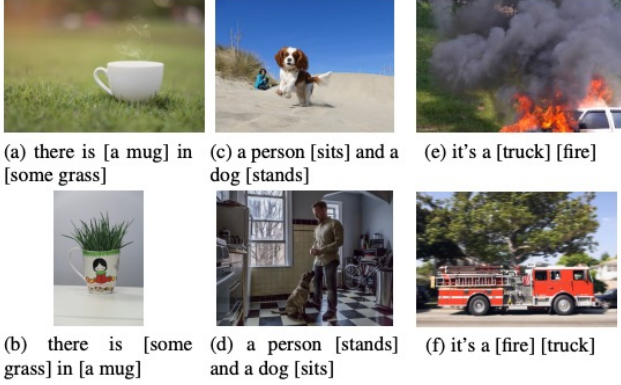 (a) there is [a mug] in
[some grass]
(c) a person [sits] and a
dog [stands]
(e) it's a [truck] [fire]
(b) there is [some
grass] in [a mug]
(d) a person [stands]
and a dog [sits]
(f) it's a [fire] [truck]